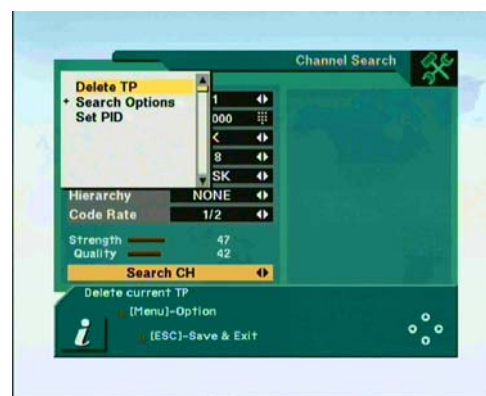 Channel Search
Delete TP
+ Search Options
Set PID
1
000
K
8
SK
Hierarchy NONE
Code Rate 1/2
Strength 47
Quality 42
Search CH
Delete current TP
[Menu]-Option
[ESC]-Save & Exit
i